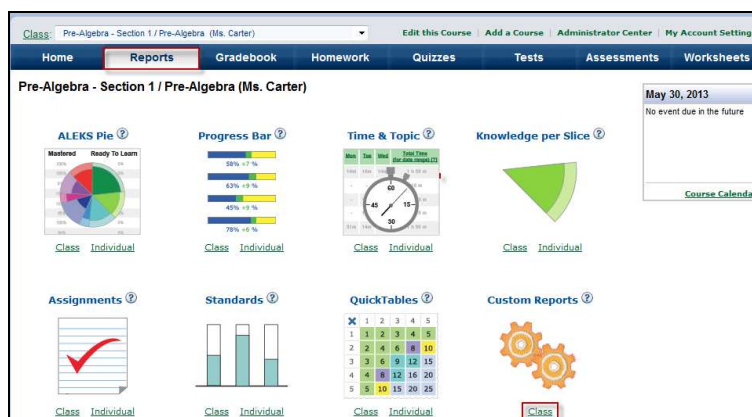 Class: Pre-Algebra - Section 1 / Pre-Algebra (Ms. Carter) Edit this Course | Add a Course | Administrator Center | My Account Setting
Home Reports Gradebook Homework Quizzes Tests Assessments Worksheets
Pre-Algebra - Section 1 / Pre-Algebra (Ms. Carter)
May 30, 2013
No event due in the future
Course Calenda
ALEKS Pie ? Progress Bar ? Time & Topic ? Knowledge per Slice ?
Mastered Ready To Learn
58% +7 %
63% +9 %
45% +9 %
78% +6 %
Mon Tue Wed Total Time
(for date range) (?)
60
45 15
30
Class Individual Class Individual Class Individual Class Individual
Assignments ? Standards ? QuickTables ? Custom Reports ?
X 1 2 3 4 5
1 1 2 3 4 5
2 2 4 6 8 10
3 3 6 9 12 15
4 4 8 12 16 20
5 5 10 15 20 25
Class Individual Class Individual Class Individual Class